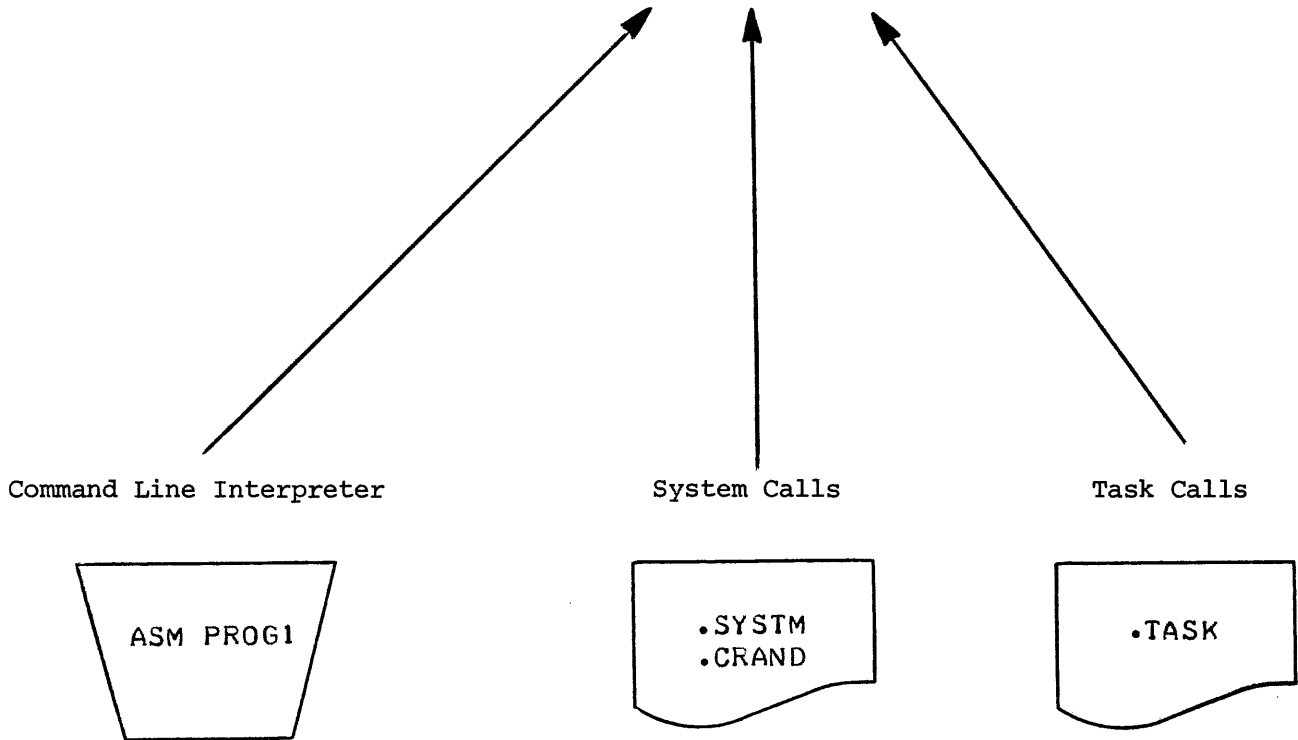 Command Line Interpreter
System Calls
Task Calls
ASM PROG1
.SYSTM
.CRAND
.TASK